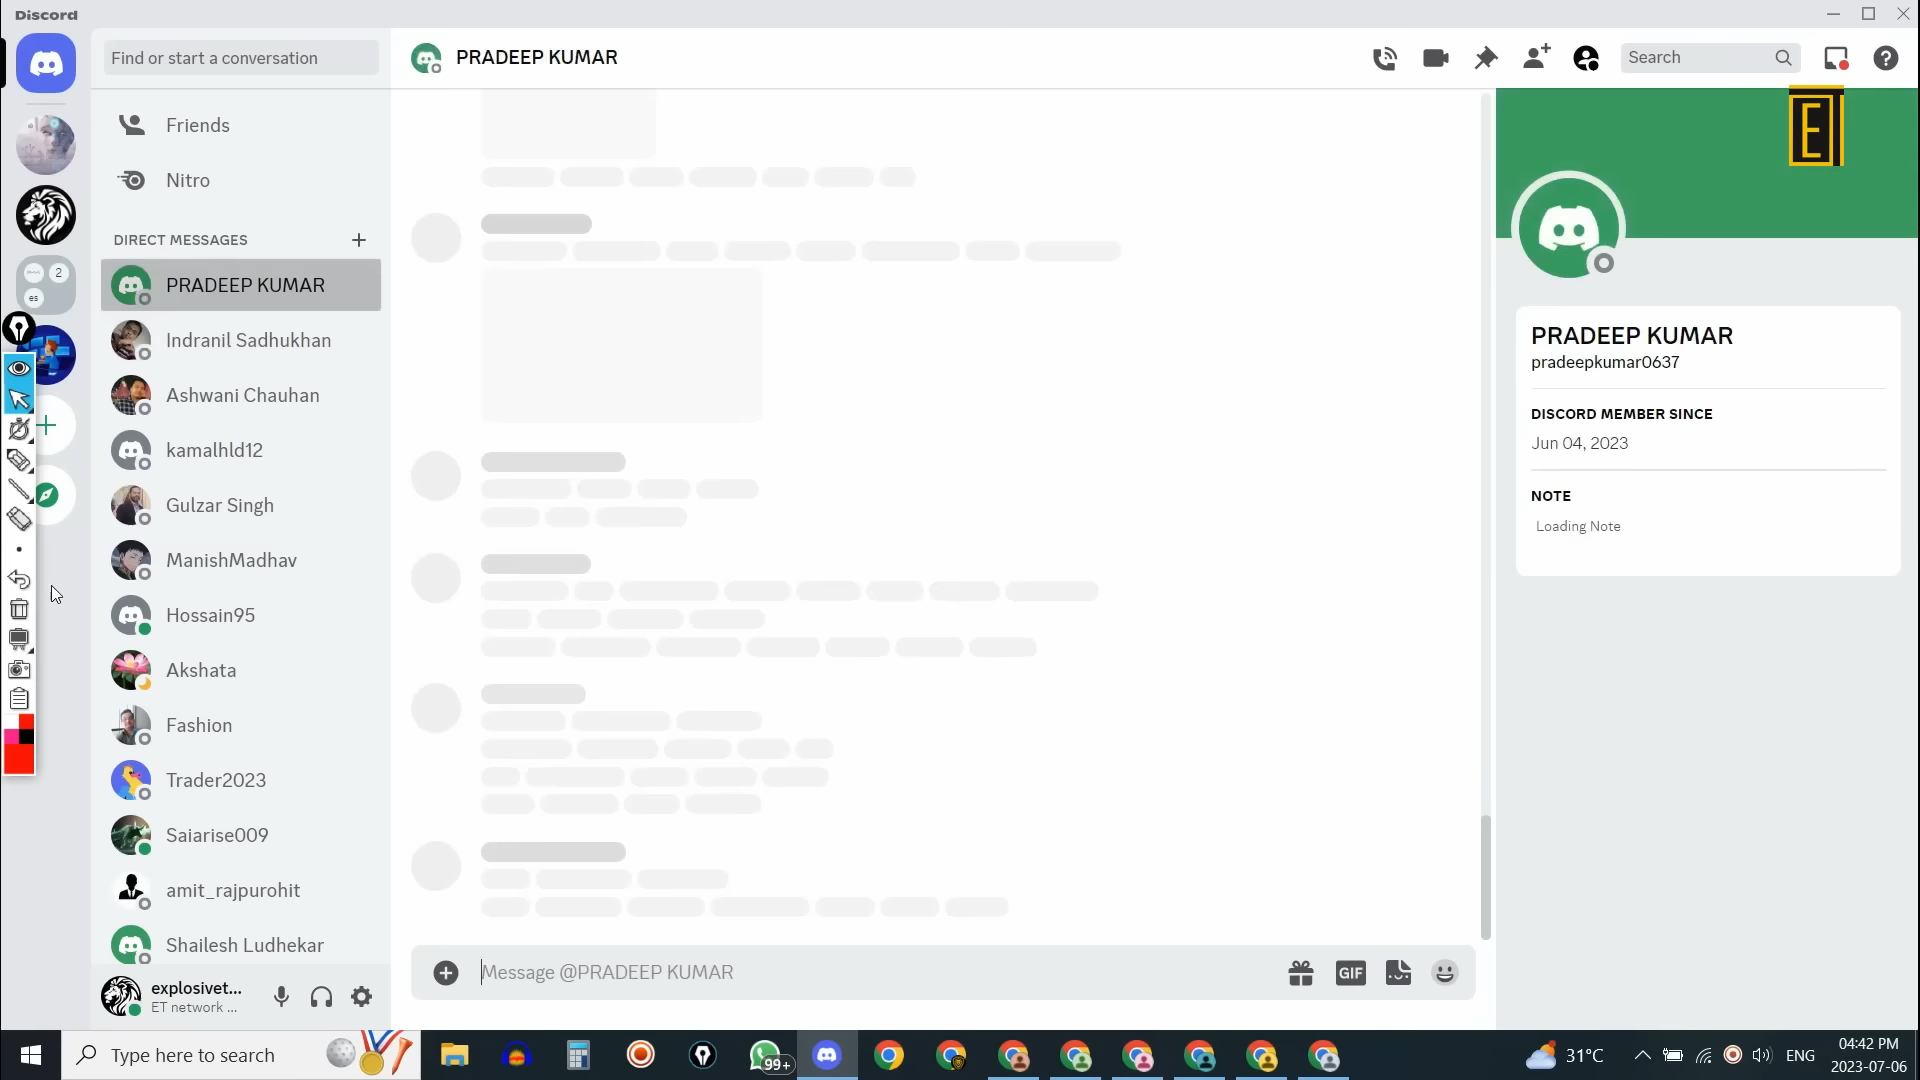 Discord
Find or start a conversation
PRADEEP KUMAR
Search
Friends
Nitro
DIRECT MESSAGES
PRADEEP KUMAR
Indranil Sadhukhan
Ashwani Chauhan
kamalhld12
Gulzar Singh
ManishMadhav
Hossain95
Akshata
Fashion
Trader2023
Saiarise009
amit_rajpurohit
Shailesh Ludhekar
explosivet...
ET network ...
2
es
Message @PRADEEP KUMAR
GIF
E
PRADEEP KUMAR
pradeepkumar0637
DISCORD MEMBER SINCE
Jun 04, 2023
NOTE
Loading Note
Type here to search
99+
31°C
ENG
04:42 PM
2023-07-06